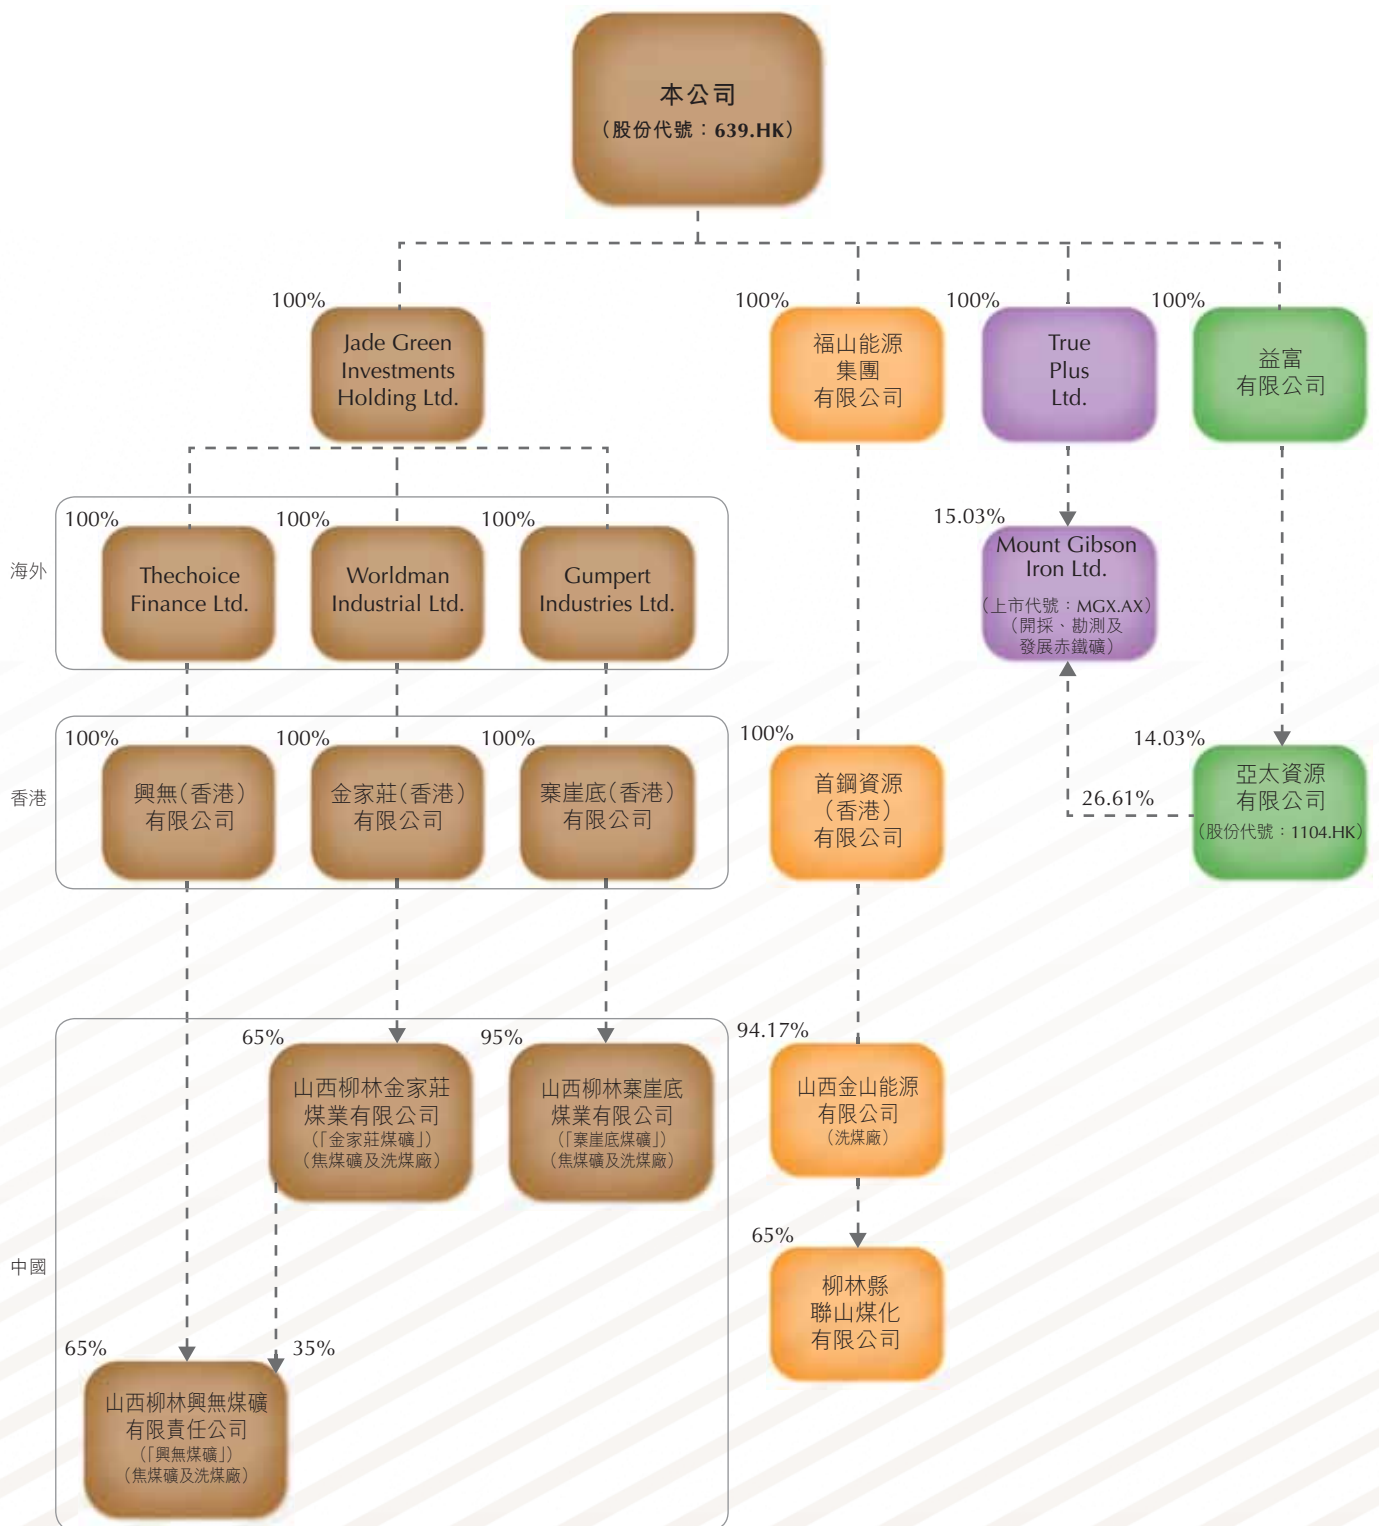 本公司
（股份代號：639.HK）
100%
100%
100%
100%
Jade Green
Investments
Holding Ltd.
福山能源
集團
有限公司
True
Plus
Ltd.
益富
有限公司
海外
100%
100%
100%
15.03%
Thechoice
Finance Ltd.
Worldman
Industrial Ltd.
Gumpert
Industries Ltd.
Mount Gibson
Iron Ltd.
（上市代號：MGX.AX）
（開採、勘測及
發展赤鐵礦）
香港
100%
100%
100%
100%
14.03%
興無（香港）
有限公司
金家莊（香港）
有限公司
寨崖底（香港）
有限公司
首鋼資源
（香港）
有限公司
26.61%
亞太資源
有限公司
（股份代號：1104.HK）
中國
65%
95%
94.17%
山西柳林金家莊
煤業有限公司
（「金家莊煤礦」）
（焦煤礦及洗煤廠）
山西柳林寨崖底
煤業有限公司
（「寨崖底煤礦」）
（焦煤礦及洗煤廠）
山西金山能源
有限公司
（洗煤廠）
65%
柳林縣
聯山煤化
有限公司
65%
35%
山西柳林興無煤礦
有限責任公司
（「興無煤礦」）
（焦煤礦及洗煤廠）